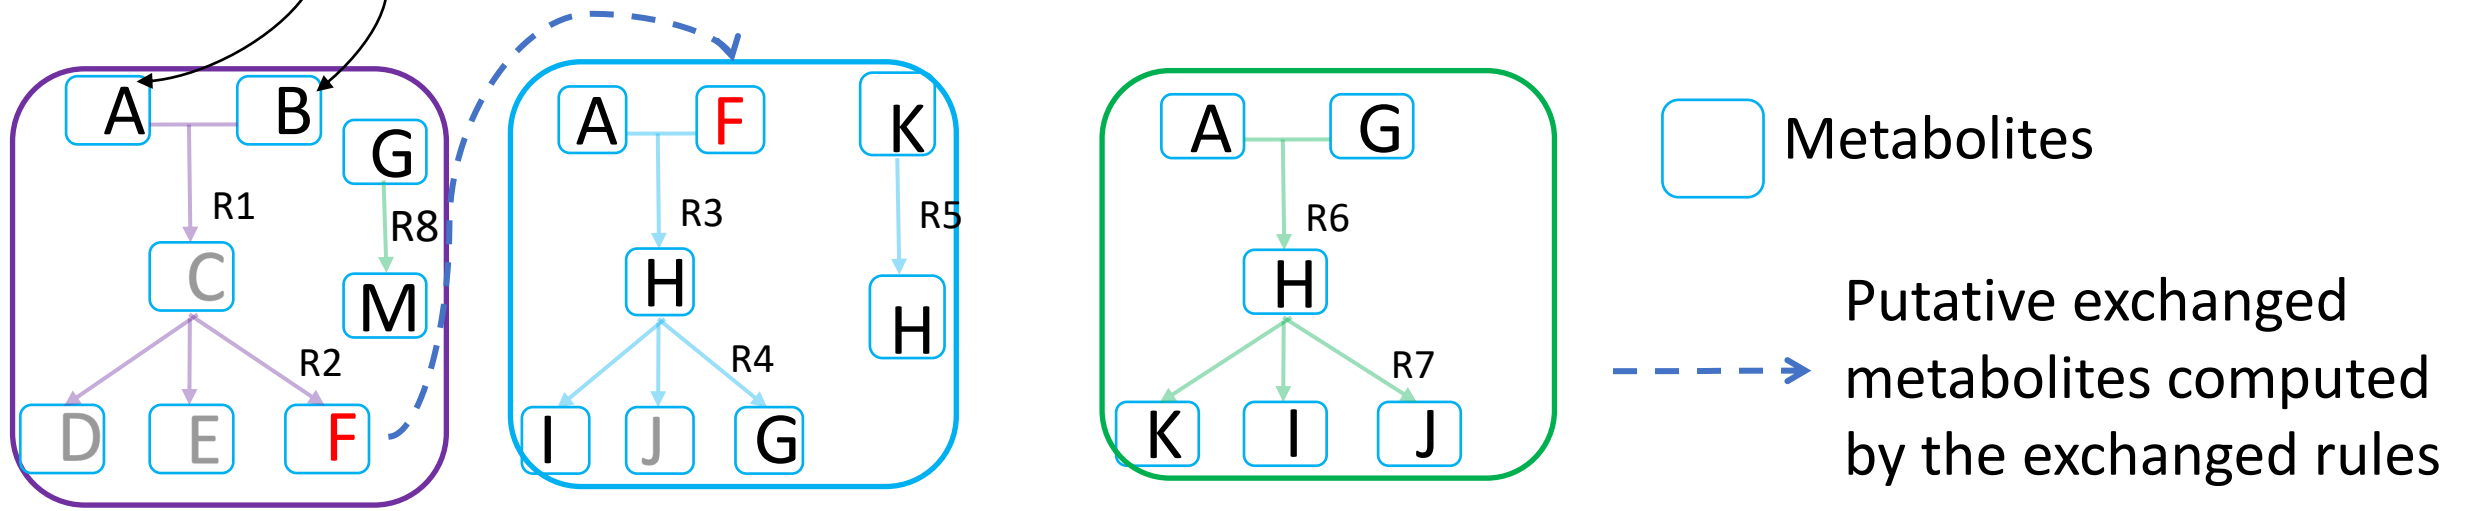 A B
G
R1
R8
C
M
R2
D E F
A F K
R3 R5
H
H
R4
I J G
A G
R6
H
R7
K I J
Metabolites
Putative exchanged
metabolites computed
by the exchanged rules